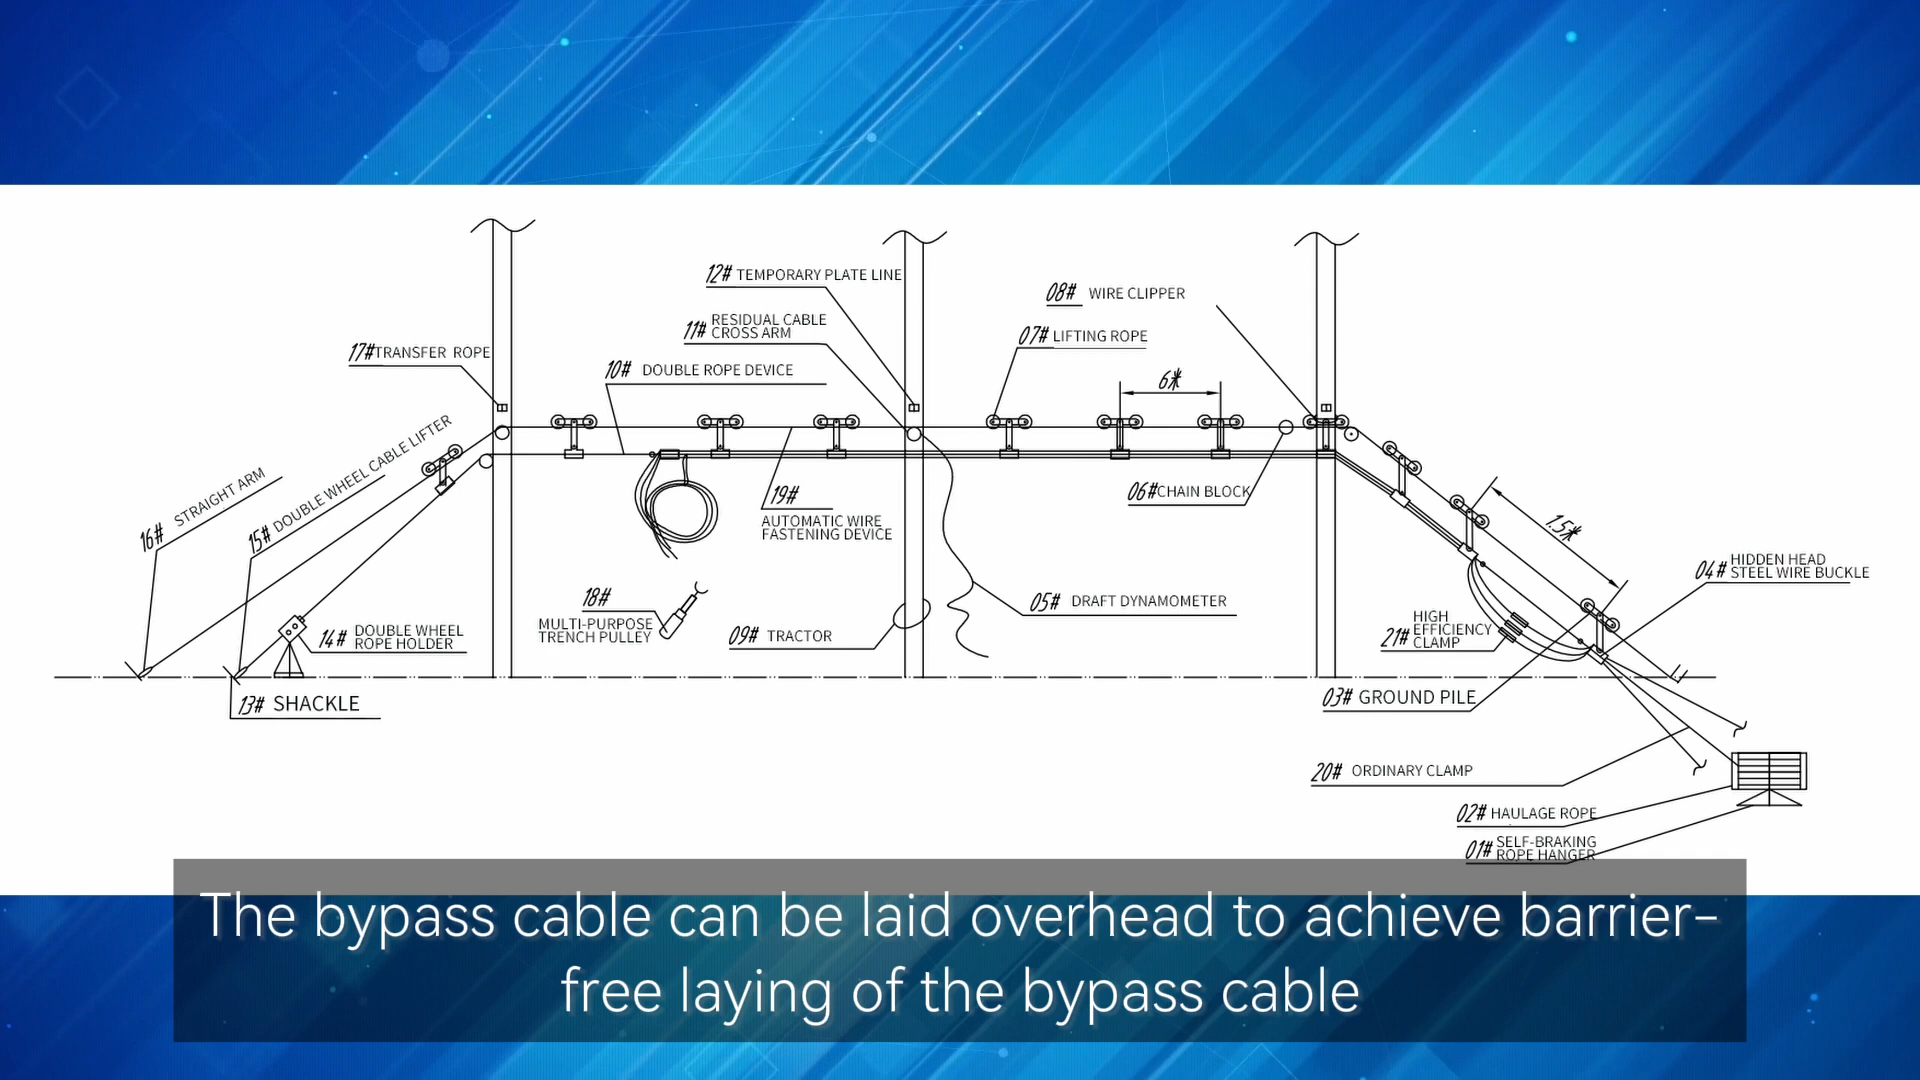 12# TEMPORARY PLATE LINE
08# WIRE CLIPPER
11# RESIDUAL CABLE
CROSS ARM
07# LIFTING ROPE
17# TRANSFER ROPE
10# DOUBLE ROPE DEVICE
6米
16# STRAIGHT ARM
15# DOUBLE WHEEL CABLE LIFTER
19#
AUTOMATIC WIRE
FASTENING DEVICE
06# CHAIN BLOCK
1.5米
04# HIDDEN HEAD
STEEL WIRE BUCKLE
18#
MULTI-PURPOSE
TRENCH PULLEY
05# DRAFT DYNAMOMETER
14# DOUBLE WHEEL
ROPE HOLDER
09# TRACTOR
21# HIGH
EFFICIENCY
CLAMP
13# SHACKLE
03# GROUND PILE
20# ORDINARY CLAMP
02# HAULAGE ROPE
01# SELF-BRAKING
ROPE HANGER
The bypass cable can be laid overhead to achieve barrier-
free laying of the bypass cable